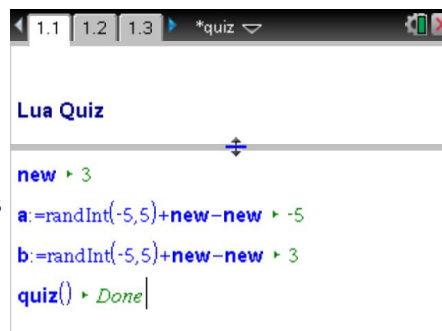 1.1 1.2 1.3 *quiz
Lua Quiz
new ▸ 3
a:=randInt(-5,5)+new−new ▸ -5
b:=randInt(-5,5)+new−new ▸ 3
quiz() ▸ Done